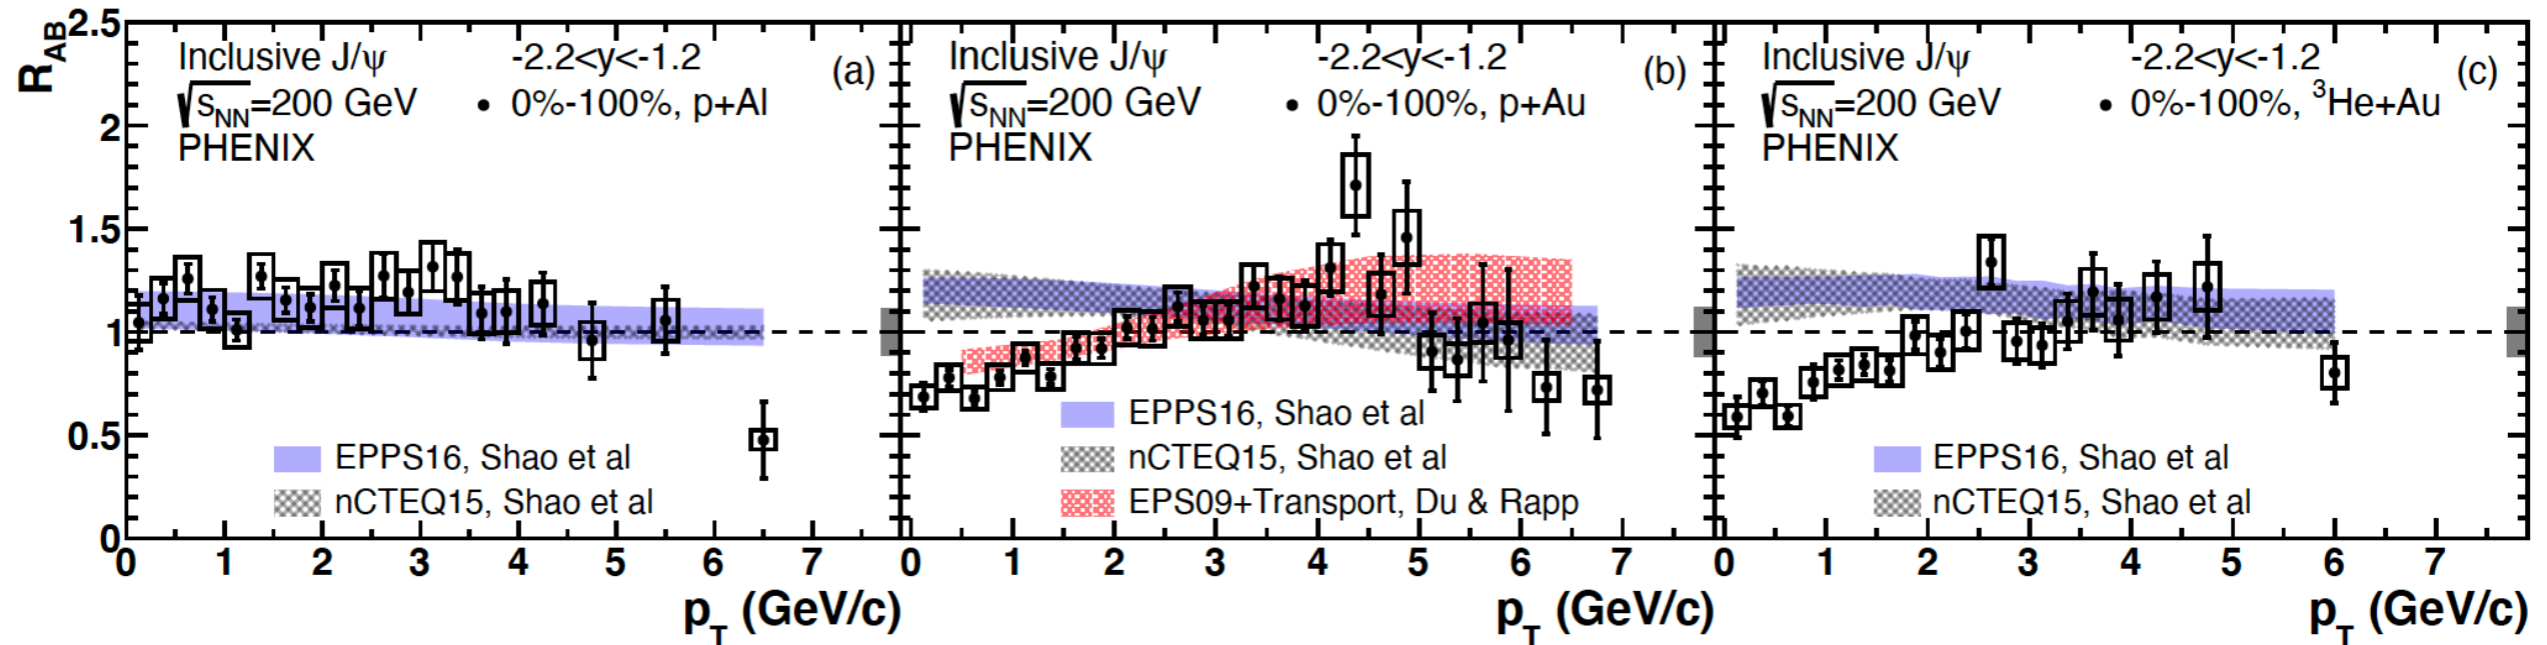 R_AB
2.5
2
1.5
1
0.5
0
Inclusive J/ψ
-2.2<y<-1.2
(a)
√s_NN=200 GeV
• 0%-100%, p+Al
PHENIX
EPPS16, Shao et al
nCTEQ15, Shao et al
0 1 2 3 4 5 6 7
p_T (GeV/c)
Inclusive J/ψ
-2.2<y<-1.2
(b)
√s_NN=200 GeV
• 0%-100%, p+Au
PHENIX
EPPS16, Shao et al
nCTEQ15, Shao et al
EPS09+Transport, Du & Rapp
0 1 2 3 4 5 6 7
p_T (GeV/c)
Inclusive J/ψ
-2.2<y<-1.2
(c)
√s_NN=200 GeV
• 0%-100%, ³He+Au
PHENIX
EPPS16, Shao et al
nCTEQ15, Shao et al
0 1 2 3 4 5 6 7
p_T (GeV/c)